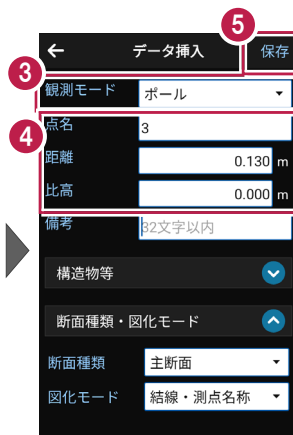 5
← データ挿入 保存
3
観測モード ポール
4
点名 3
距離 0.130 m
比高 0.000 m
備考 32文字以内
構造物等
断面種類・図化モード
断面種類 主断面
図化モード 結線・測点名称